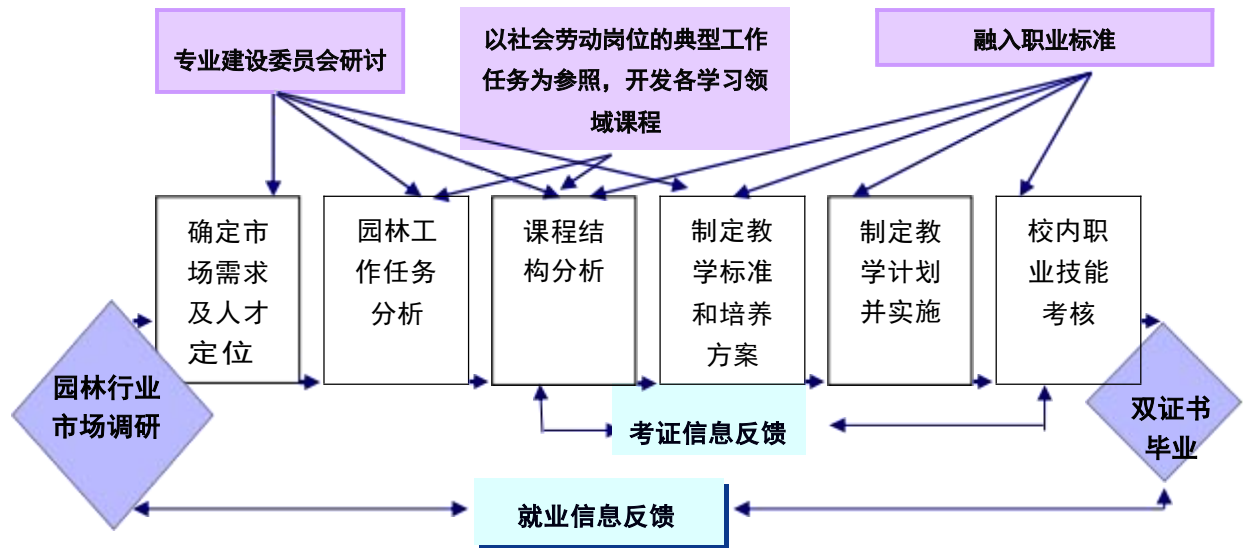 专业建设委员会研讨
以社会劳动岗位的典型工作
任务为参照，开发各学习领
域课程
融入职业标准
确定市
场需求
及人才
定位
园林工
作任务
分析
课程结
构分析
制定教
学标准
和培养
方案
制定教
学计划
并实施
校内职
业技能
考核
园林行业
市场调研
双证书
毕业
考证信息反馈
就业信息反馈